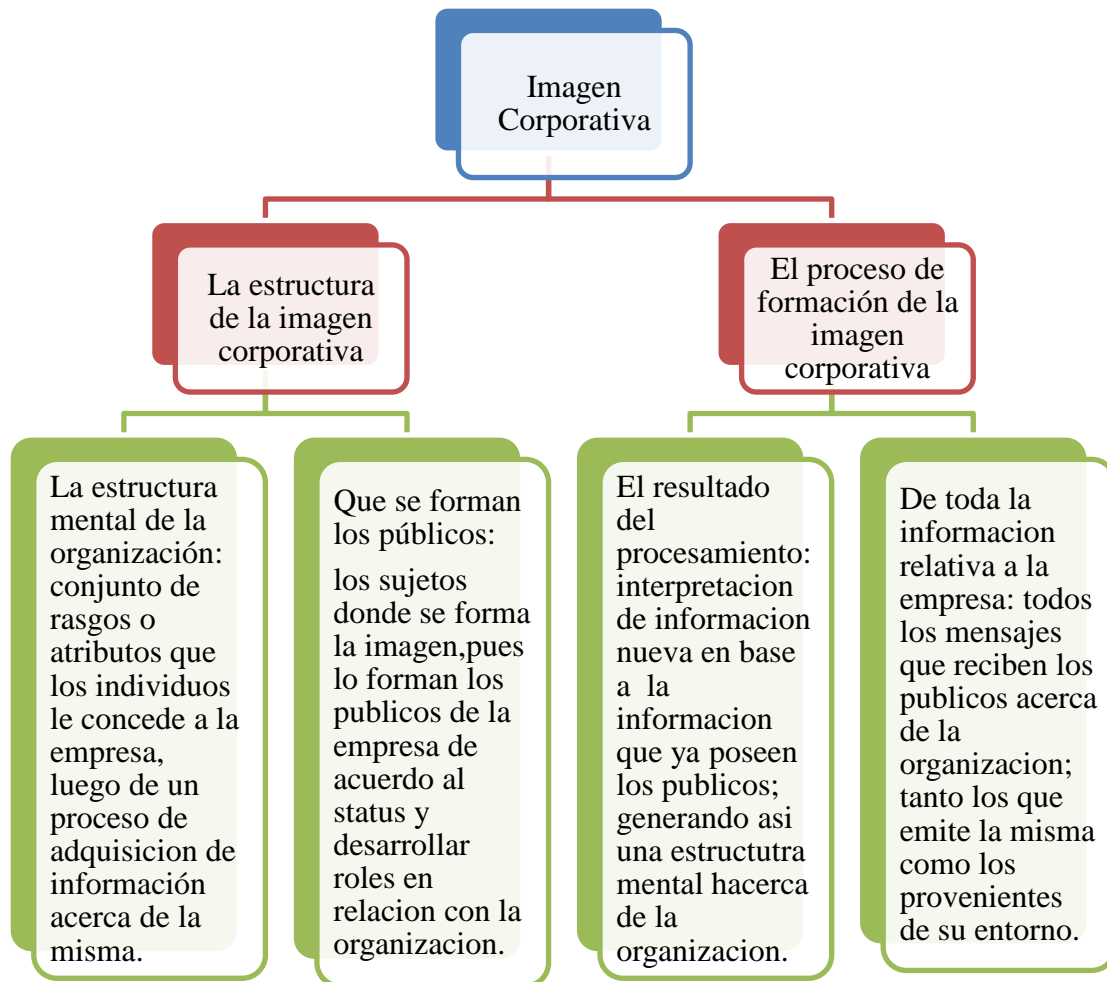 Imagen
Corporativa
La estructura
de la imagen
corporativa
El proceso de
formación de la
imagen
corporativa
La estructura
mental de la
organización:
conjunto de
rasgos o
atributos que
los individuos
le concede a la
empresa,
luego de un
proceso de
adquisicion de
información
acerca de la
misma.
Que se forman
los públicos:
los sujetos
donde se forma
la imagen,pues
lo forman los
publicos de la
empresa de
acuerdo al
status y
desarrollar
roles en
relacion con la
organizacion.
El resultado
del
procesamiento:
interpretacion
de informacion
nueva en base
a la
informacion
que ya poseen
los publicos;
generando asi
una estructutra
mental hacerca
de la
organizacion.
De toda la
informacion
relativa a la
empresa: todos
los mensajes
que reciben los
publicos acerca
de la
organizacion;
tanto los que
emite la misma
como los
provenientes
de su entorno.